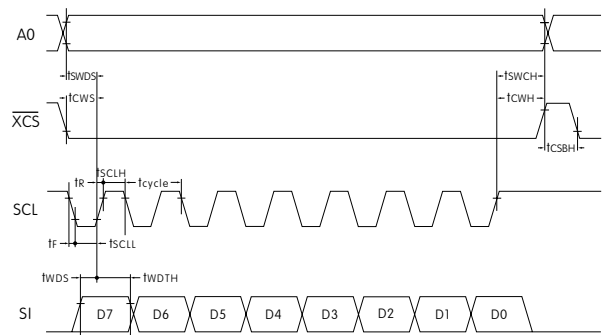 A0
tSWDS
tSWCH
tCWS
tCWH
XCS
tCSBH
tSCLH
tR
tcycle
SCL
tF
tSCLL
tWDS
tWDTH
SI
D7 D6 D5 D4 D3 D2 D1 D0